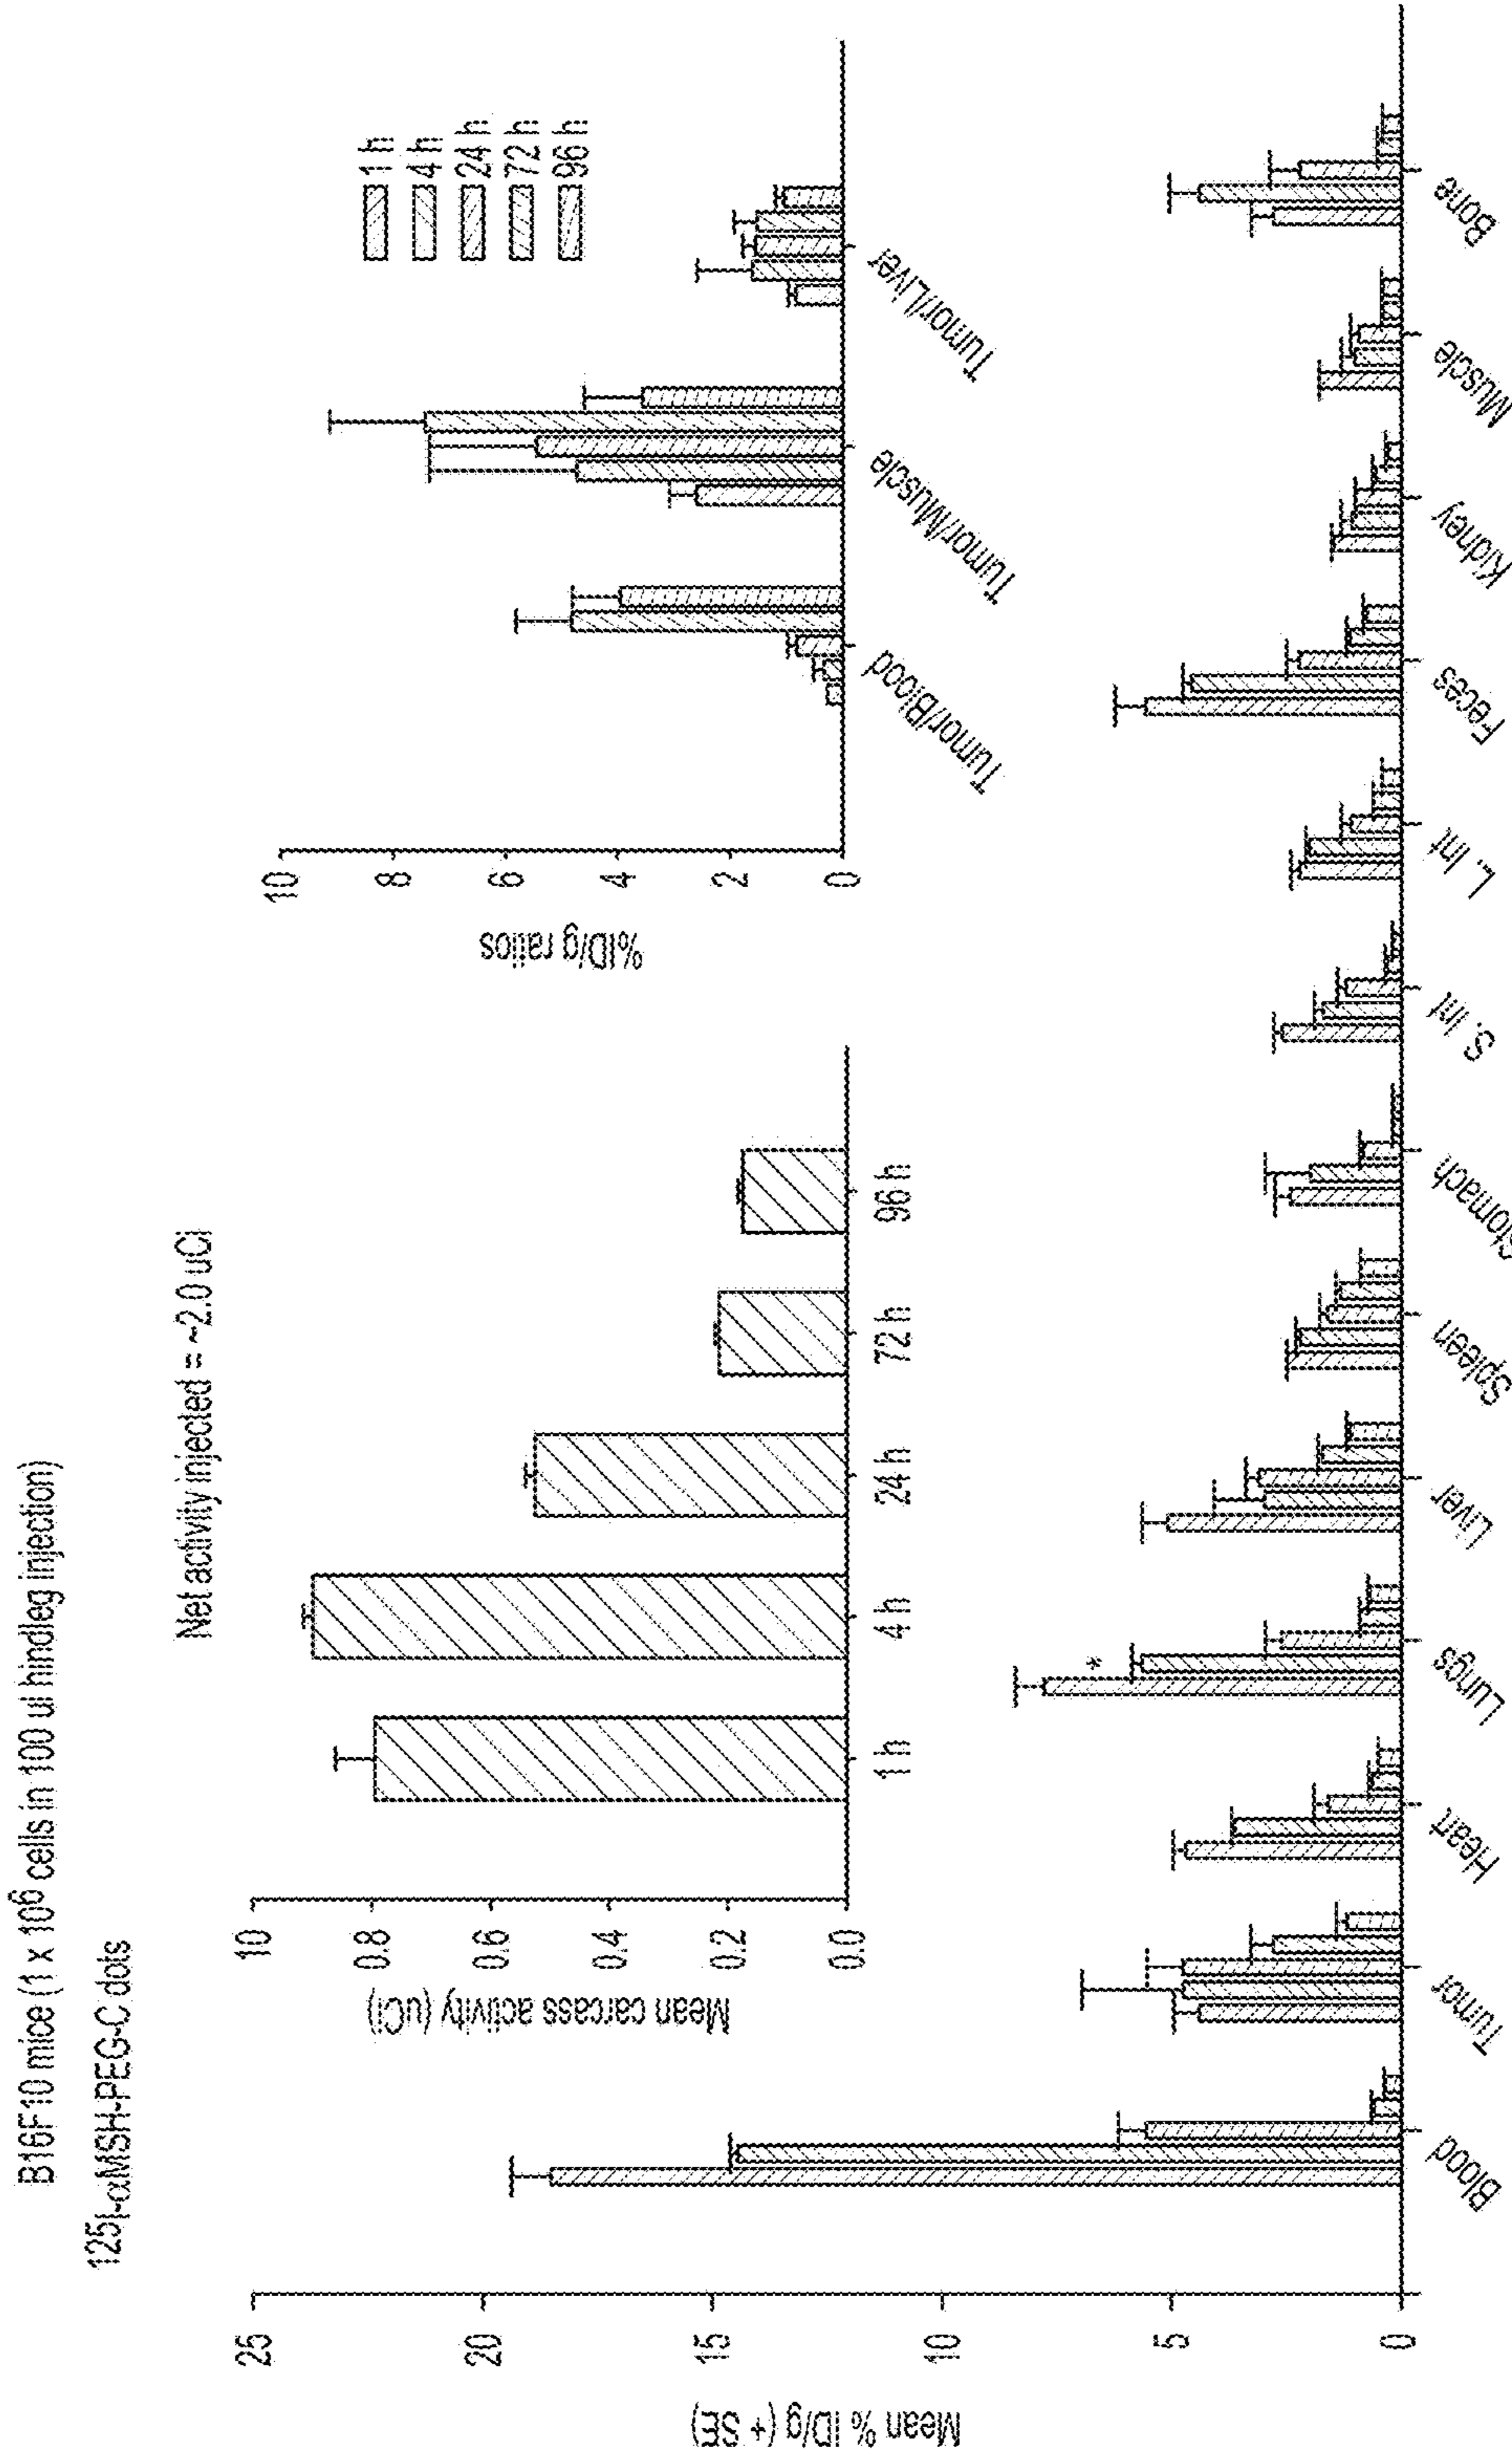 B16F10 mice (1 x 10⁶ cells in 100 ul hindleg injection)
125I-αMSH-PEG-C dots
Net activity injected = ~2.0 uCi
Mean carcass activity (uCi)
10
0.8
0.6
0.4
0.2
0.0
1 h
4 h
24 h
72 h
96 h
%ID/g ratios
10
8
6
4
2
0
Tumor/Blood
Tumor/Muscle
Tumor/Liver
1 h
4 h
24 h
72 h
96 h
Mean % ID/g (+ SE)
25
20
15
10
5
0
*
Blood
Tumor
Heart
Lungs
Liver
Spleen
Stomach
S. Int
L. Int
Feces
Kidney
Muscle
Bone